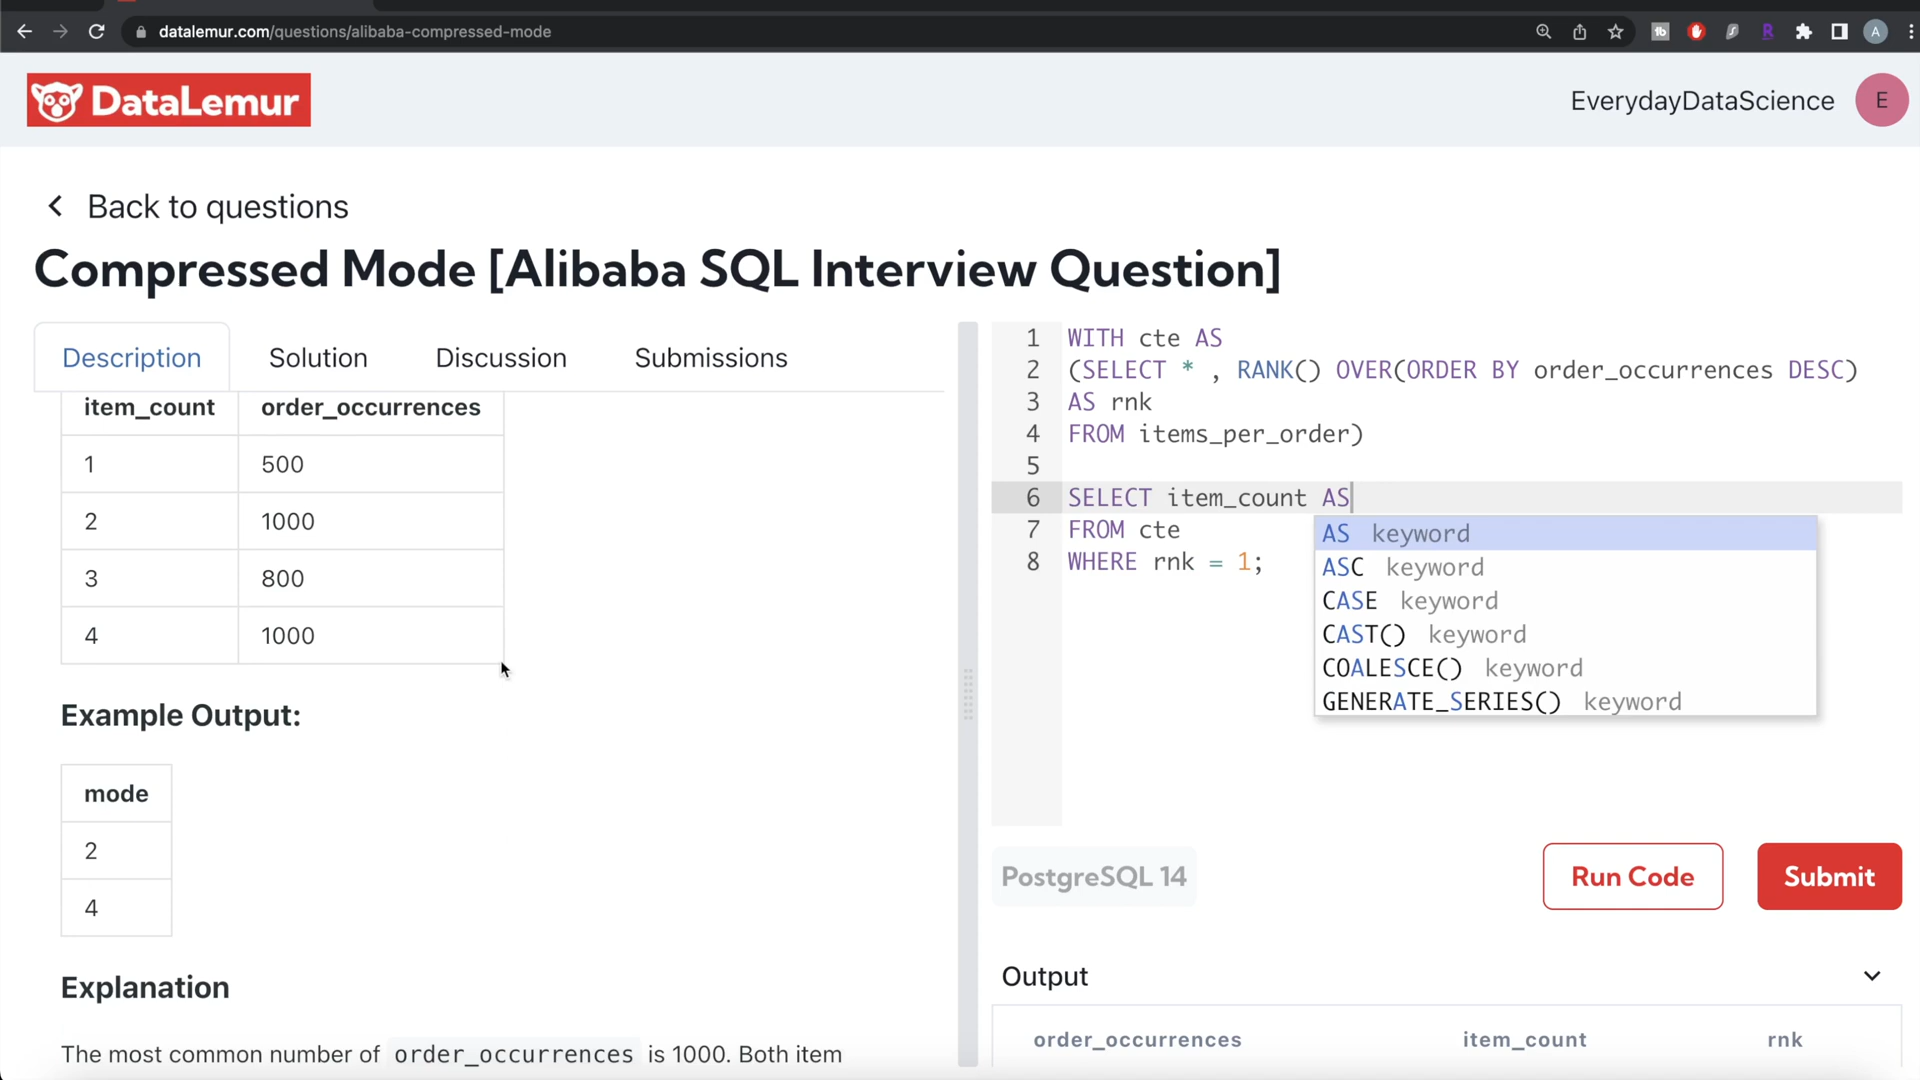 datalemur.com/questions/alibaba-compressed-mode
tb
R
A
DataLemur
EverydayDataScience
E
Back to questions
Compressed Mode [Alibaba SQL Interview Question]
Description
Solution
Discussion
Submissions
item_count order_occurrences
1 500
2 1000
3 800
4 1000
Example Output:
mode
2
4
Explanation
The most common number of order_occurrences is 1000. Both item
1 WITH cte AS
2 (SELECT * , RANK() OVER(ORDER BY order_occurrences DESC)
3 AS rnk
4 FROM items_per_order)
5
6 SELECT item_count AS
7 FROM cte
8 WHERE rnk = 1;
AS keyword
ASC keyword
CASE keyword
CAST() keyword
COALESCE() keyword
GENERATE_SERIES() keyword
PostgreSQL 14
Run Code
Submit
Output
order_occurrences item_count rnk